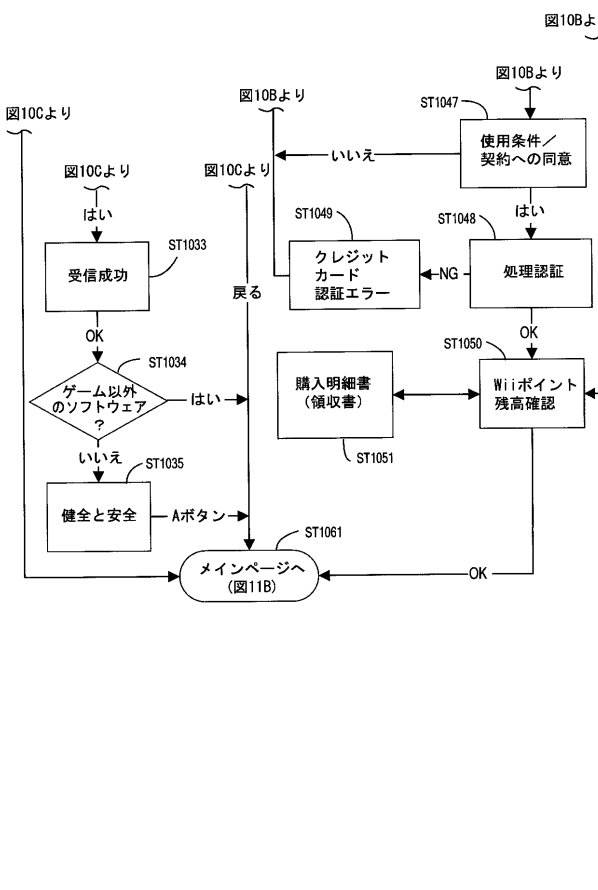 図10Bよ
図10Bより
ST1047
使用条件／
契約への同意
いいえ
はい
図10Bより
図10Cより
図10Cより
図10Cより
はい
ST1033
受信成功
OK
ST1034
ゲーム以外
のソフトウェア
？
はい
いいえ
ST1035
健全と安全
Aボタン
戻る
ST1049
クレジット
カード
認証エラー
NG
ST1048
処理認証
OK
ST1050
Wiiポイント
残高確認
購入明細書
（領収書）
ST1051
ST1061
メインページへ
（図11B）
OK